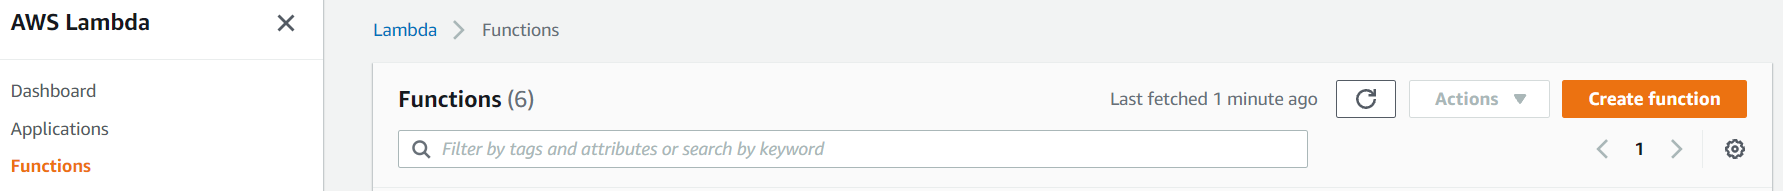 AWS Lambda
Dashboard
Applications
Functions
Lambda > Functions
Functions (6)
Last fetched 1 minute ago
Actions
Create function
Filter by tags and attributes or search by keyword
1